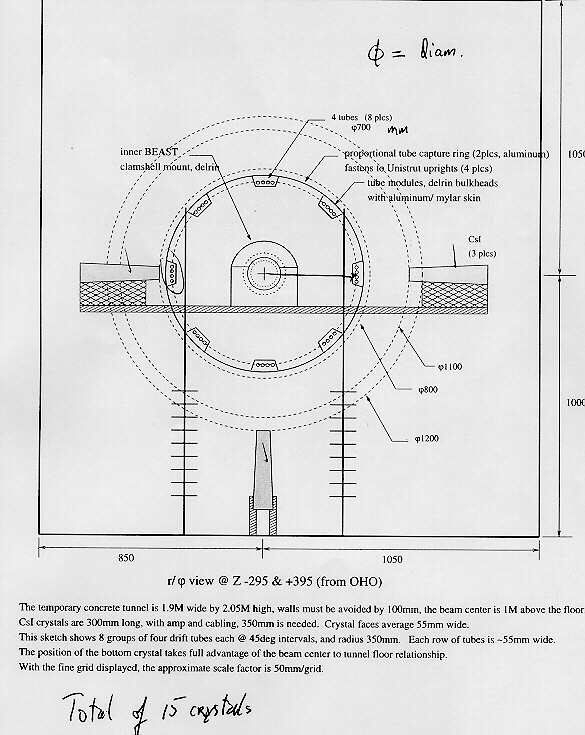 ϕ = Diam.
4 tubes (8 plcs)
φ700 mm
inner BEAST
clamshell mount, delrin
proportional tube capture ring (2plcs, aluminum)
fastens to Unistrut uprights (4 plcs)
tube modules, delrin bulkheads
with aluminum/ mylar skin
1050
CsI
(3 plcs)
φ1100
φ800
1000
φ1200
850
1050
r/φ view @ Z -295 & +395 (from OHO)
The temporary concrete tunnel is 1.9M wide by 2.05M high, walls must be avoided by 100mm, the beam center is 1M above the floor
CsI crystals are 300mm long, with amp and cabling, 350mm is needed. Crystal faces average 55mm wide.
This sketch shows 8 groups of four drift tubes each @ 45deg intervals, and radius 350mm. Each row of tubes is ~55mm wide.
The position of the bottom crystal takes full advantage of the beam center to tunnel floor relationship.
With the fine grid displayed, the approximate scale factor is 50mm/grid.
Total of 15 crystals